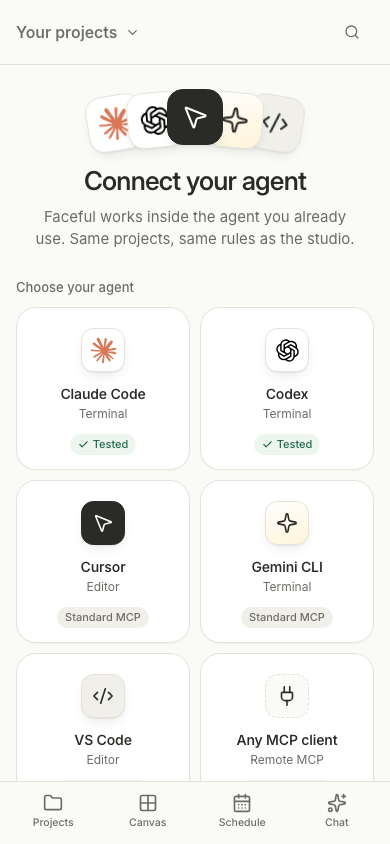 Your projects
Connect your agent
Faceful works inside the agent you already
use. Same projects, same rules as the studio.
Choose your agent
Claude Code
Terminal
Tested
Codex
Terminal
Tested
Cursor
Editor
Standard MCP
Gemini CLI
Terminal
Standard MCP
VS Code
Editor
Any MCP client
Remote MCP
Projects
Canvas
Schedule
Chat